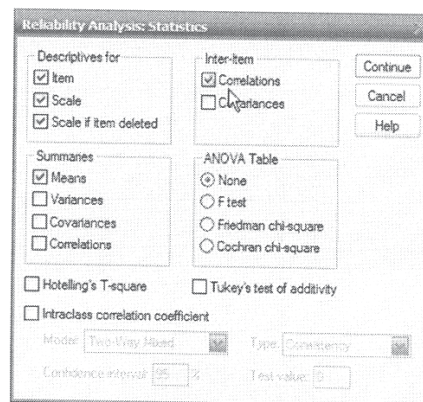 Reliability Analysis: Statistics
Descriptives for
Item
Scale
Scale if item deleted
Inter-Item
Correlations
Covariances
Continue
Cancel
Help
Summaries
Means
Variances
Covariances
Correlations
ANOVA Table
None
F test
Friedman chi-square
Cochran chi-square
Hotelling's T-square
Tukey's test of additivity
Intraclass correlation coefficient
Model: Two-Way Mixed
Type: Consistency
Confidence interval: 95 %
Test value: 0